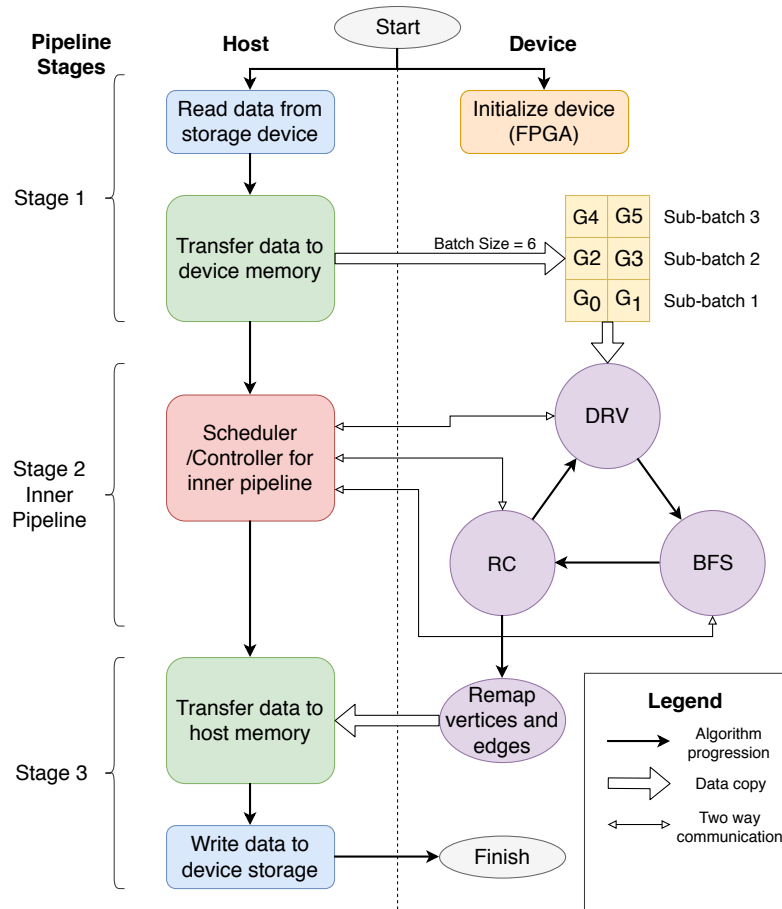 Start
Pipeline
Stages
Host
Device
Read data from
storage device
Initialize device
(FPGA)
Stage 1
Transfer data to
device memory
Batch Size = 6
G4 G5 Sub-batch 3
G2 G3 Sub-batch 2
G0 G1 Sub-batch 1
DRV
Scheduler
/Controller for
inner pipeline
Stage 2
Inner
Pipeline
RC
BFS
Transfer data to
host memory
Remap
vertices and
edges
Stage 3
Write data to
device storage
Finish
Legend
Algorithm
progression
Data copy
Two way
communication